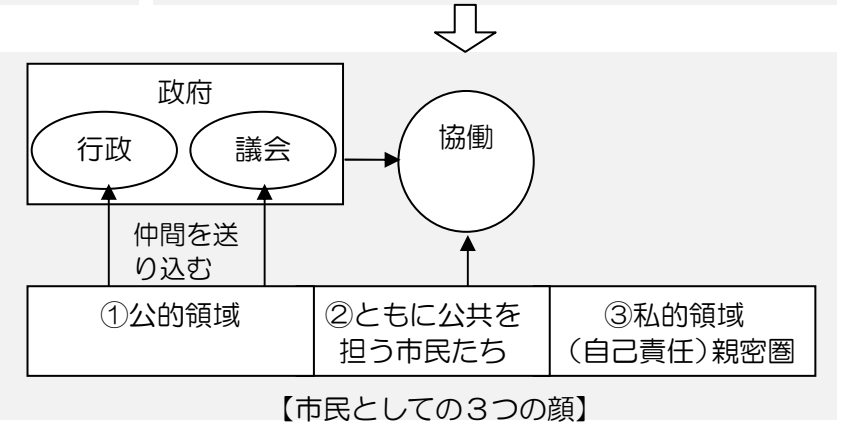 政府
行政
議会
協働
仲間を送
り込む
①公的領域
②ともに公共を
担う市民たち
③私的領域
（自己責任）親密圏
【市民としての３つの顔】